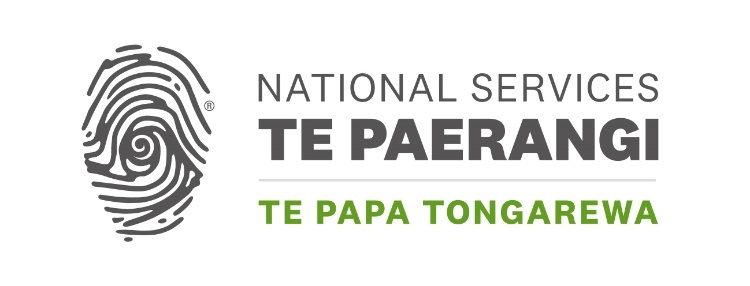 ®
NATIONAL SERVICES
TE PAERANGI
TE PAPA TONGAREWA